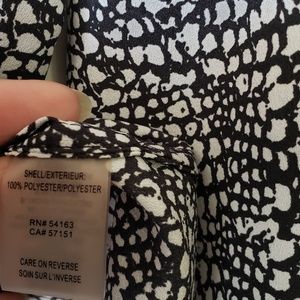 SHELL/EXTERIEUR:
100% POLYESTER/POLYESTER
RN# 54163
CA# 57151
CARE ON REVERSE
SOIN SUR L'INVERSE